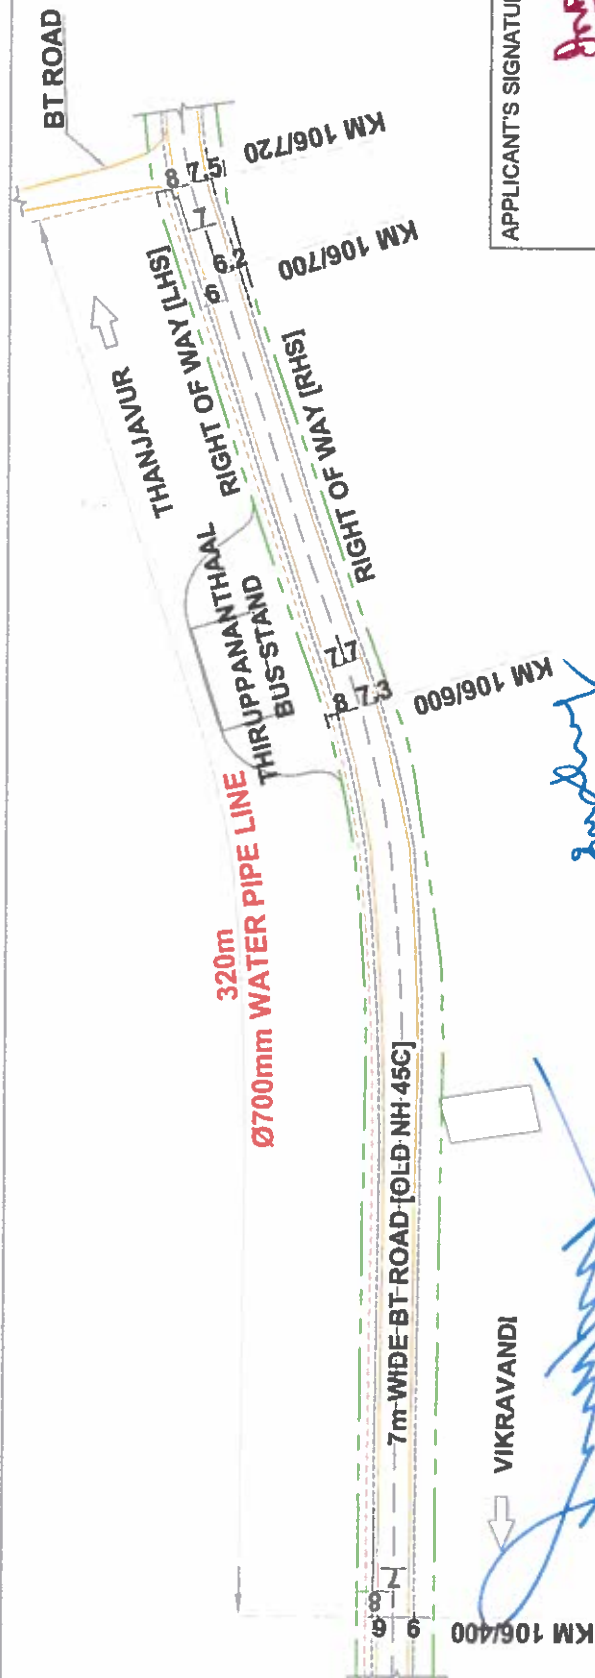 BT ROAD
APPLICANT'S SIGNATU
THANJAVUR
RIGHT OF WAY [LHS]
8
7.5
7
6.2
6
KM 106/720
KM 106/700
RIGHT OF WAY [RHS]
THIRUPPANANTHAAL
BUS STAND
7.7
8
7.3
KM 106/600
320m
Ø700mm WATER PIPE LINE
7m WIDE BT ROAD [OLD NH 45C]
VIKRAVANDI
7
8
6
6
KM 106/400